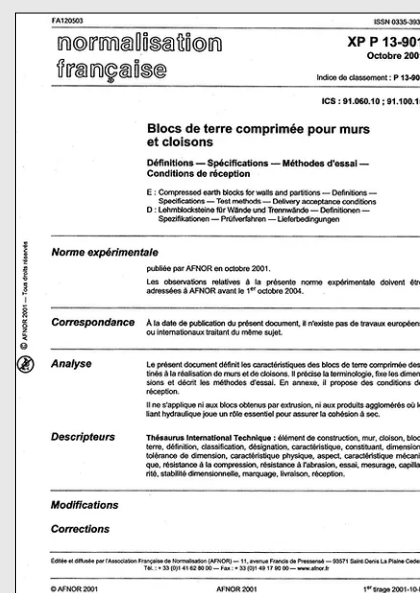 FA120503
ISSN 0335-393
normalisation
française
XP P 13-901
Octobre 200
Indice de classement : P 13-90
ICS : 91.060.10 ; 91.100.1
Blocs de terre comprimée pour murs
et cloisons
Définitions — Spécifications — Méthodes d'essai —
Conditions de réception
E : Compressed earth blocks for walls and partitions — Definitions —
Specifications — Test methods — Delivery acceptance conditions
D : Lehmblocksteine für Wände und Trennwände — Definitionen —
Spezifikationen — Prüfverfahren — Lieferbedingungen
© AFNOR 2001 — Tous droits réservés
Norme expérimentale
publiée par AFNOR en octobre 2001.
Les observations relatives à la présente norme expérimentale doivent être
adressées à AFNOR avant le 1er octobre 2004.
Correspondance
À la date de publication du présent document, il n'existe pas de travaux européens
ou internationaux traitant du même sujet.
Analyse
Le présent document définit les caractéristiques des blocs de terre comprimée des
tinés à la réalisation de murs et de cloisons. Il précise la terminologie, fixe les dimen
sions et décrit les méthodes d'essai. En annexe, il propose des conditions de
réception.
Il ne s'applique ni aux blocs obtenus par extrusion, ni aux produits agglomérés où le
liant hydraulique joue un rôle essentiel pour assurer la cohésion à sec.
Descripteurs
Thésaurus International Technique : élément de construction, mur, cloison, bloc
terre, définition, classification, désignation, caractéristique, constituant, dimension
tolérance de dimension, caractéristique physique, aspect, caractéristique mécani
que, résistance à la compression, résistance à l'abrasion, essai, mesurage, capilla
rité, stabilité dimensionnelle, marquage, livraison, réception.
Modifications
Corrections
Éditée et diffusée par l'Association Française de Normalisation (AFNOR) — 11, avenue Francis de Pressensé — 93571 Saint-Denis La Plaine Cedex
Tél. : + 33 (0)1 41 62 80 00 — Fax : + 33 (0)1 49 17 90 00 — www.afnor.fr
© AFNOR 2001
AFNOR 2001
1er tirage 2001-10-